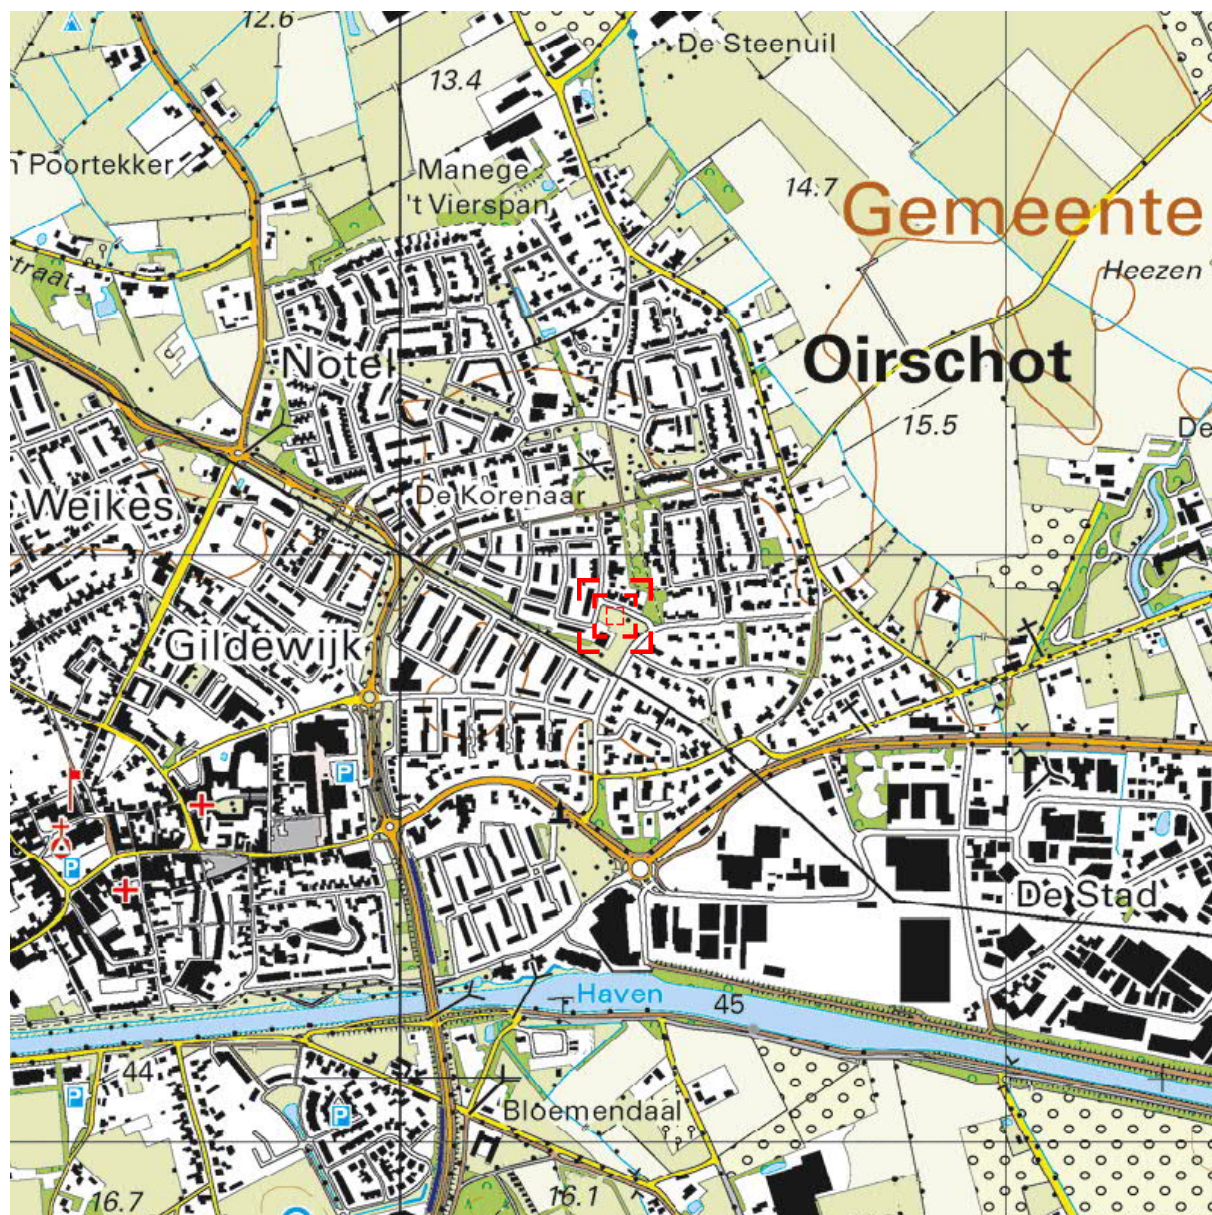 12.6
De Steenuil
13.4
n Poortekker
Manege
't Vierspan
14.7
Gemeente
traat
Heezen
Notel
Oirschot
15.5
De
Weikes
De Korenaar
Gildewijk
P
P
De Stad
Haven
45
44
P
P
Bloemendaal
16.7
16.1